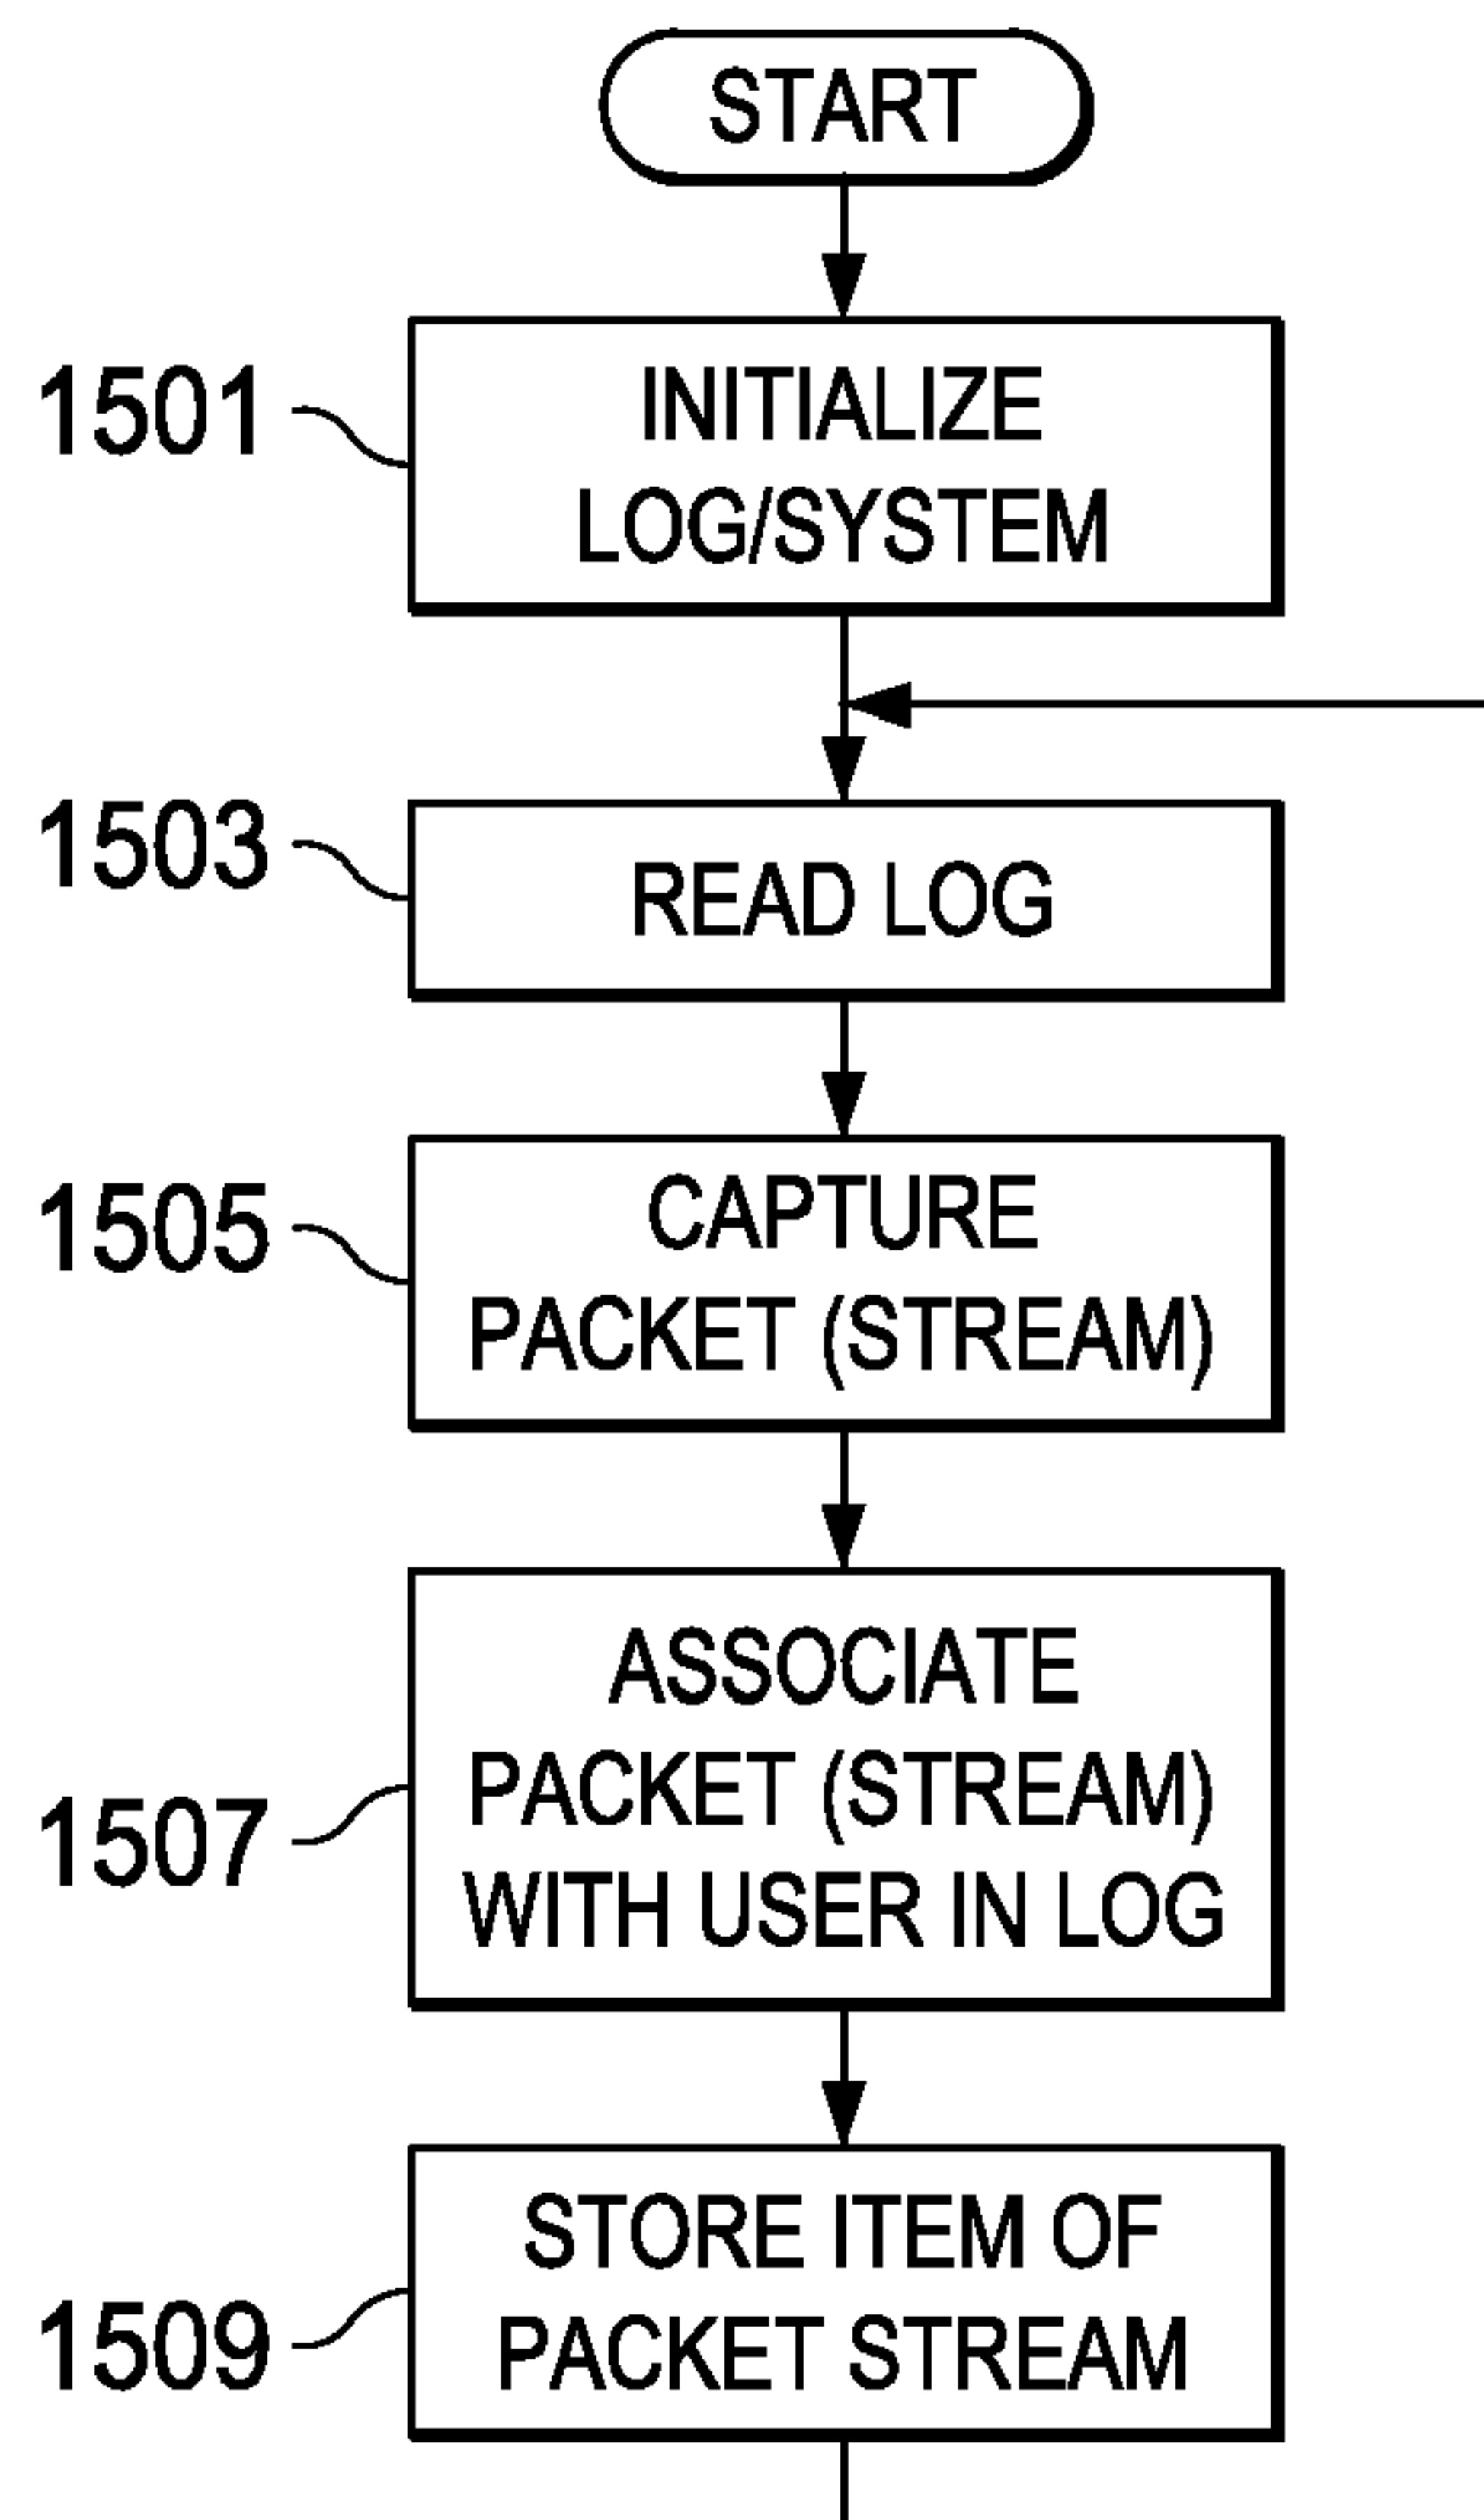 START
1501
INITIALIZE
LOG/SYSTEM
1503
READ LOG
1505
CAPTURE
PACKET (STREAM)
1507
ASSOCIATE
PACKET (STREAM)
WITH USER IN LOG
1509
STORE ITEM OF
PACKET STREAM